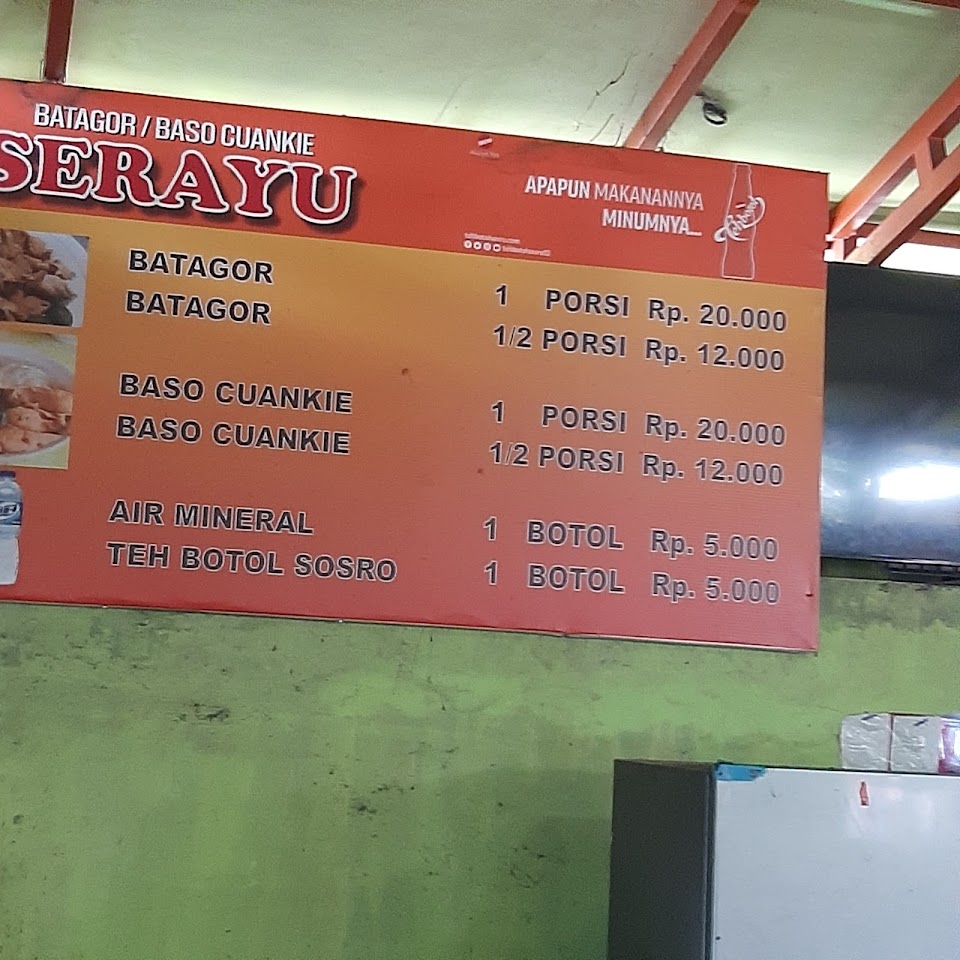 BATAGOR / BASO CUANKIE
SERAYU
APAPUN MAKANANNYA
MINUMNYA...
BATAGOR 1 PORSI Rp. 20.000
BATAGOR 1/2 PORSI Rp. 12.000
BASO CUANKIE 1 PORSI Rp. 20.000
BASO CUANKIE 1/2 PORSI Rp. 12.000
AIR MINERAL 1 BOTOL Rp. 5.000
TEH BOTOL SOSRO 1 BOTOL Rp. 5.000